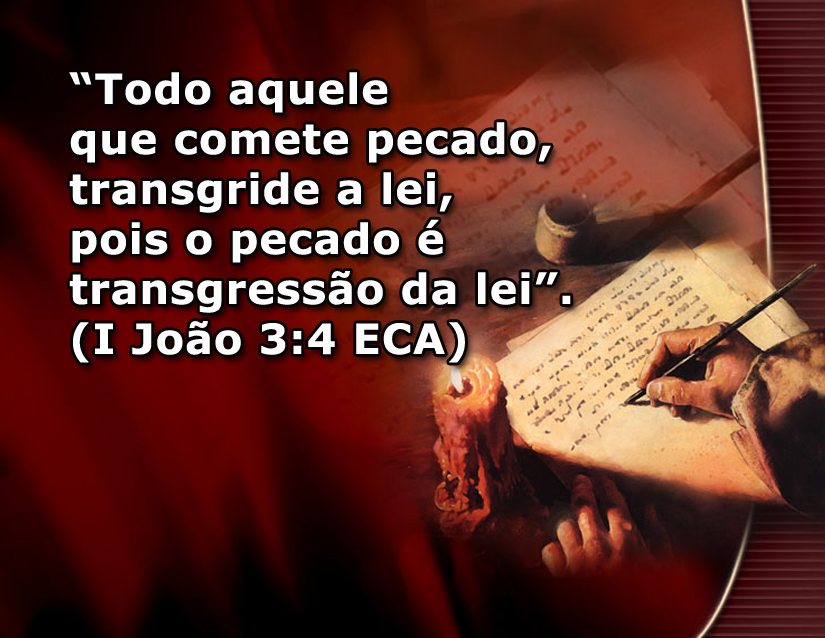 “Todo aquele
que comete pecado,
transgride a lei,
pois o pecado é
transgressão da lei”.
(I João 3:4 ECA)